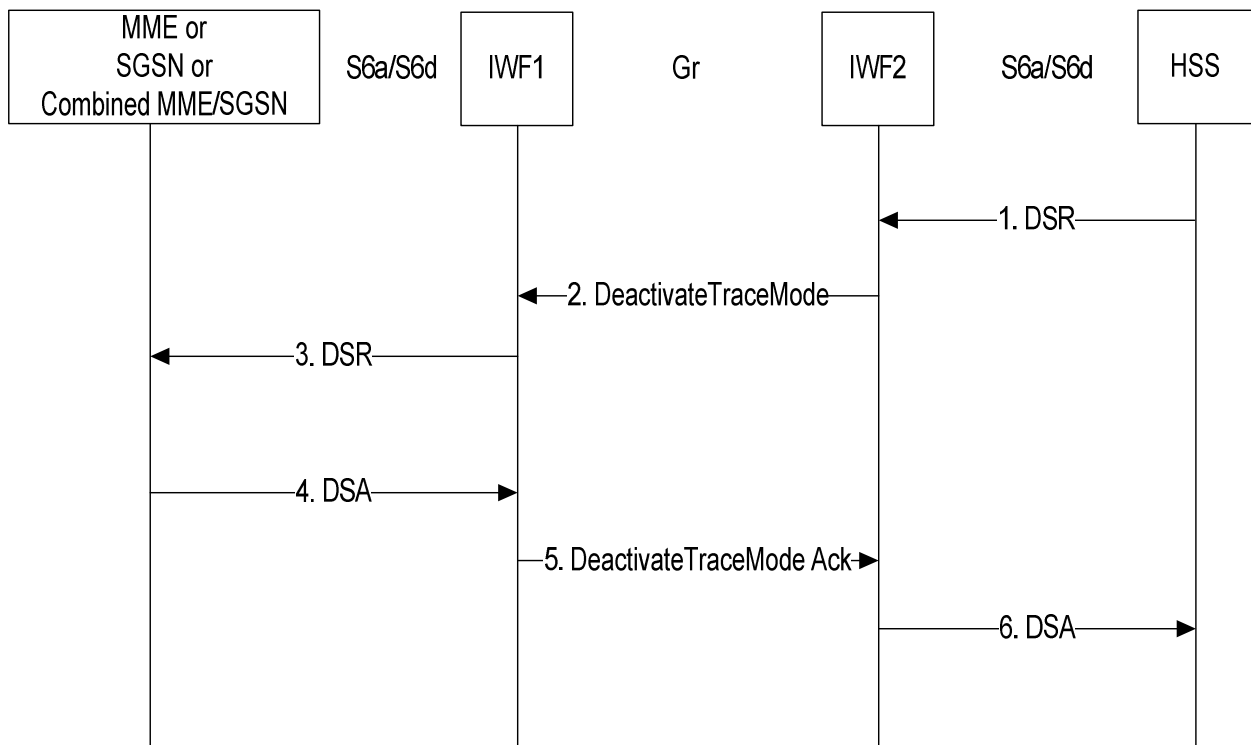 MME or
SGSN or
Combined MME/SGSN
S6a/S6d
IWF1
Gr
IWF2
S6a/S6d
HSS
1. DSR
2. DeactivateTraceMode
3. DSR
4. DSA
5. DeactivateTraceMode Ack
6. DSA